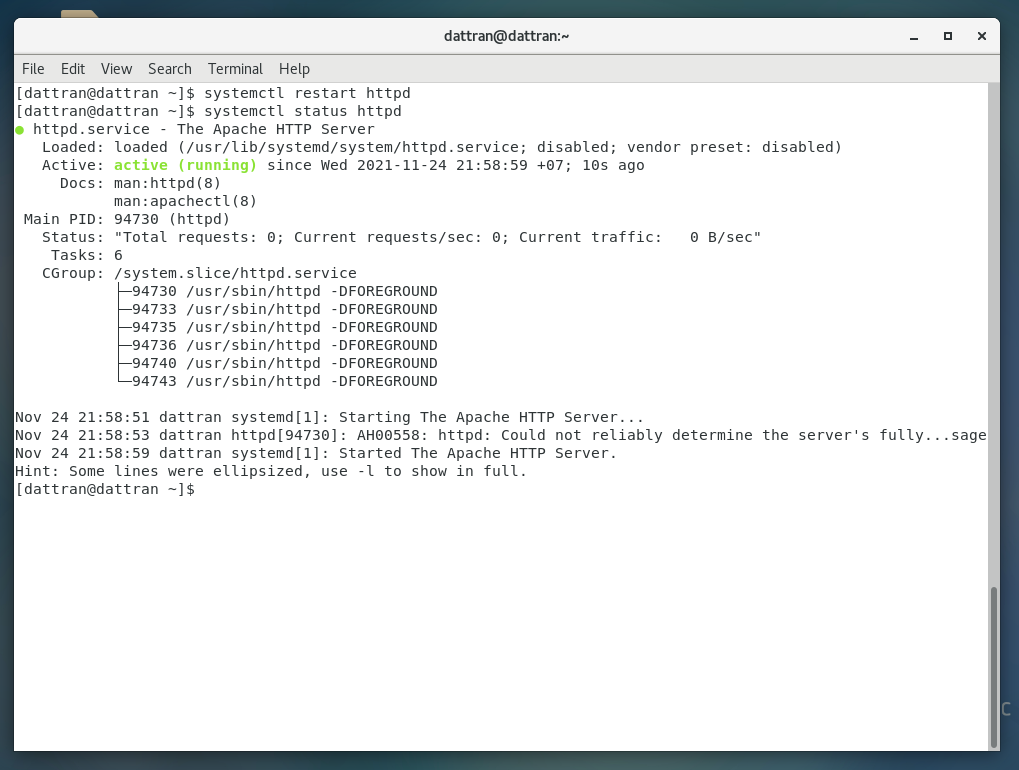 dattran@dattran:~
File Edit View Search Terminal Help
[dattran@dattran ~]$ systemctl restart httpd
[dattran@dattran ~]$ systemctl status httpd
● httpd.service - The Apache HTTP Server
   Loaded: loaded (/usr/lib/systemd/system/httpd.service; disabled; vendor preset: disabled)
   Active: active (running) since Wed 2021-11-24 21:58:59 +07; 10s ago
     Docs: man:httpd(8)
           man:apachectl(8)
 Main PID: 94730 (httpd)
   Status: "Total requests: 0; Current requests/sec: 0; Current traffic:   0 B/sec"
    Tasks: 6
   CGroup: /system.slice/httpd.service
           ├─94730 /usr/sbin/httpd -DFOREGROUND
           ├─94733 /usr/sbin/httpd -DFOREGROUND
           ├─94735 /usr/sbin/httpd -DFOREGROUND
           ├─94736 /usr/sbin/httpd -DFOREGROUND
           ├─94740 /usr/sbin/httpd -DFOREGROUND
           └─94743 /usr/sbin/httpd -DFOREGROUND

Nov 24 21:58:51 dattran systemd[1]: Starting The Apache HTTP Server...
Nov 24 21:58:53 dattran httpd[94730]: AH00558: httpd: Could not reliably determine the server's fully...sage
Nov 24 21:58:59 dattran systemd[1]: Started The Apache HTTP Server.
Hint: Some lines were ellipsized, use -l to show in full.
[dattran@dattran ~]$
C